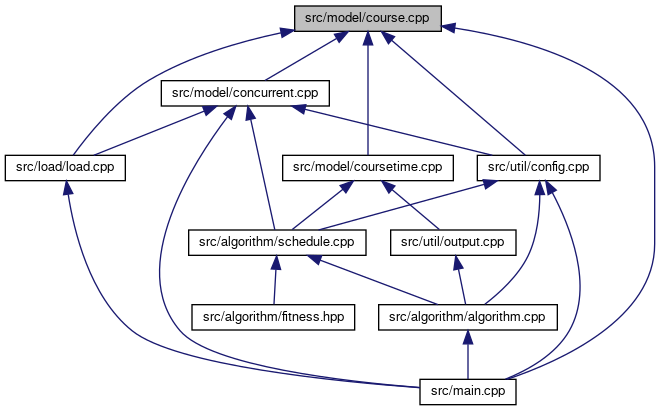 src/model/course.cpp
src/model/concurrent.cpp
src/load/load.cpp
src/model/coursetime.cpp
src/util/config.cpp
src/algorithm/schedule.cpp
src/util/output.cpp
src/algorithm/fitness.hpp
src/algorithm/algorithm.cpp
src/main.cpp